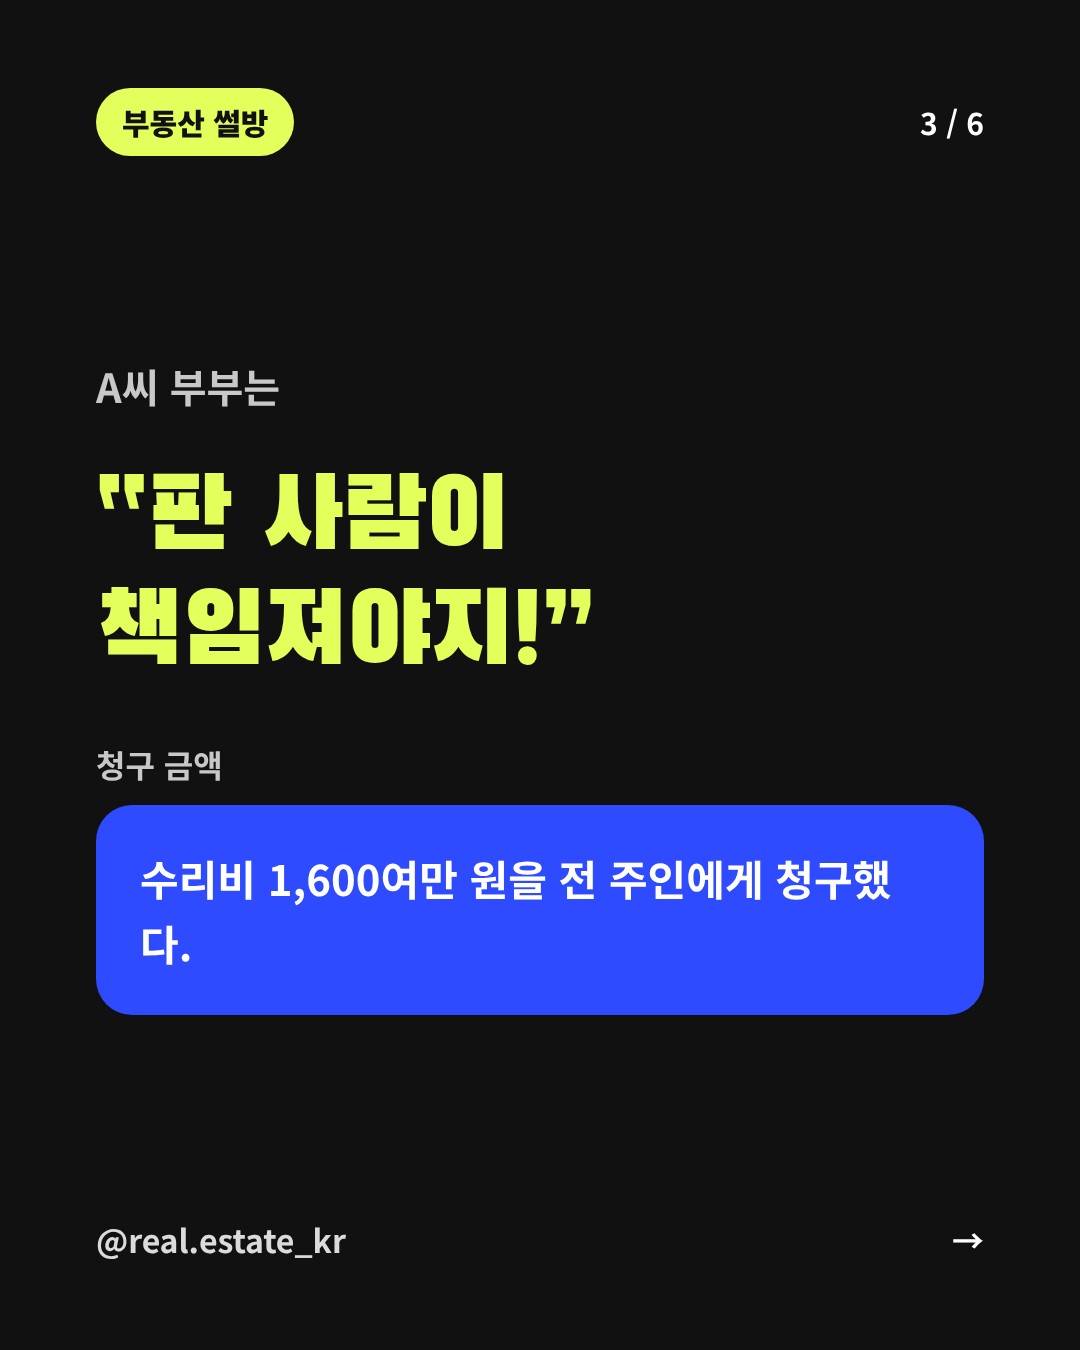 부동산 썰방
3 / 6
A씨 부부는
“판 사람이
책임져야지!”
청구 금액
수리비 1,600여만 원을 전 주인에게 청구했
다.
@real.estate_kr
→